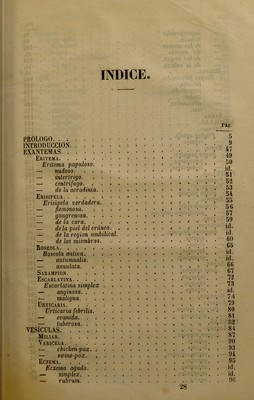 INDICE.
Pág.
PRÓLOGO. . . . 5
INTRODUCCION. . . . 9
EXANTEMAS. . . . 47
ERITEMA. . . . 49
Eritema papuloso. . . . 50
— nudoso. . . . id.
— intertrigo. . . . 51
— centrífugo. . . . 52
— de la acrodinia. . . . 53
ERISIPELA . . . 54
Erisipela verdadera. . . . 55
— flemonosa. . . . 56
— gangrenosa. . . . 57
— de la cara. . . . 59
— de la piel del cráneo. . . . id.
— de la region umbilical. . . . id.
— de los miembros. . . . 60
ROSEOLA. . . . 65
Roseola æstiva. . . . id.
— autumnalis. . . . id.
— annulata. . . . 66
SARAMPION. . . . 67
ESCARLATINA. . . . 72
Escarlatina simplex . . . 73
— anginosa. . . . id.
— maligna. . . . 74
URTICARIA. . . . 79
Urticaria febrilis. . . . 80
— evanida. . . . 81
— tuberosa. . . . 82
VESICULAS. . . . 84
MILIAR. . . . 87
VARICELA. . . . 90
— chicken-pox. . . . 93
— swine-pox. . . . 94
ECZEMA. . . . 95
Eczema agudo. . . . id.
— simplex. . . . id.
— rubrum. . . . 96
28